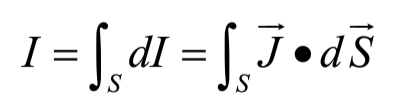 I = ∫_S dI = ∫_S J⃗ • dS⃗